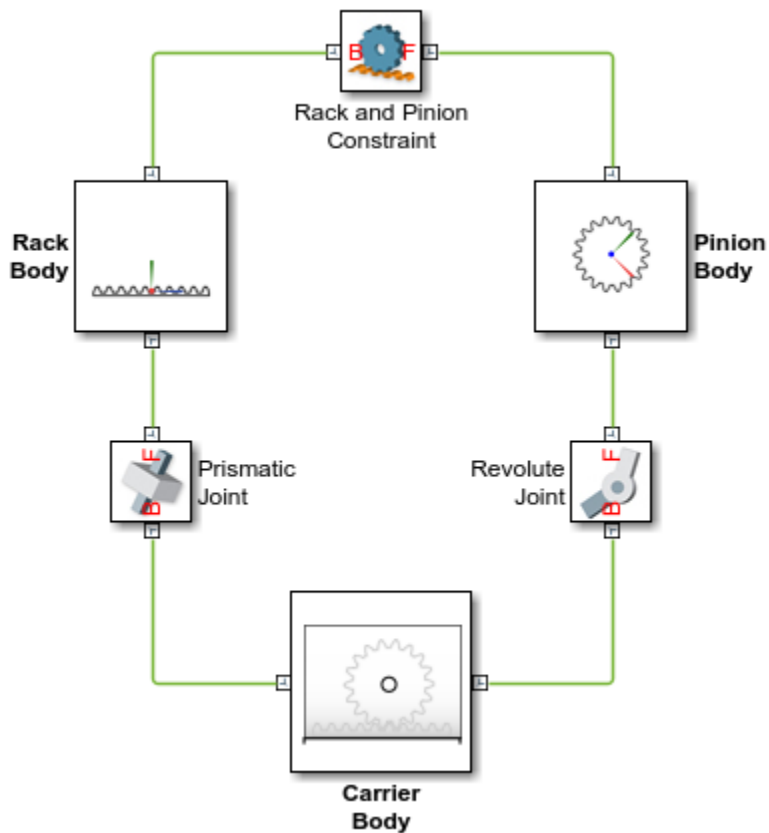 B F
Rack and Pinion
Constraint
Rack
Body
Pinion
Body
F
B
Prismatic
Joint
Revolute
Joint
F
B
Carrier
Body